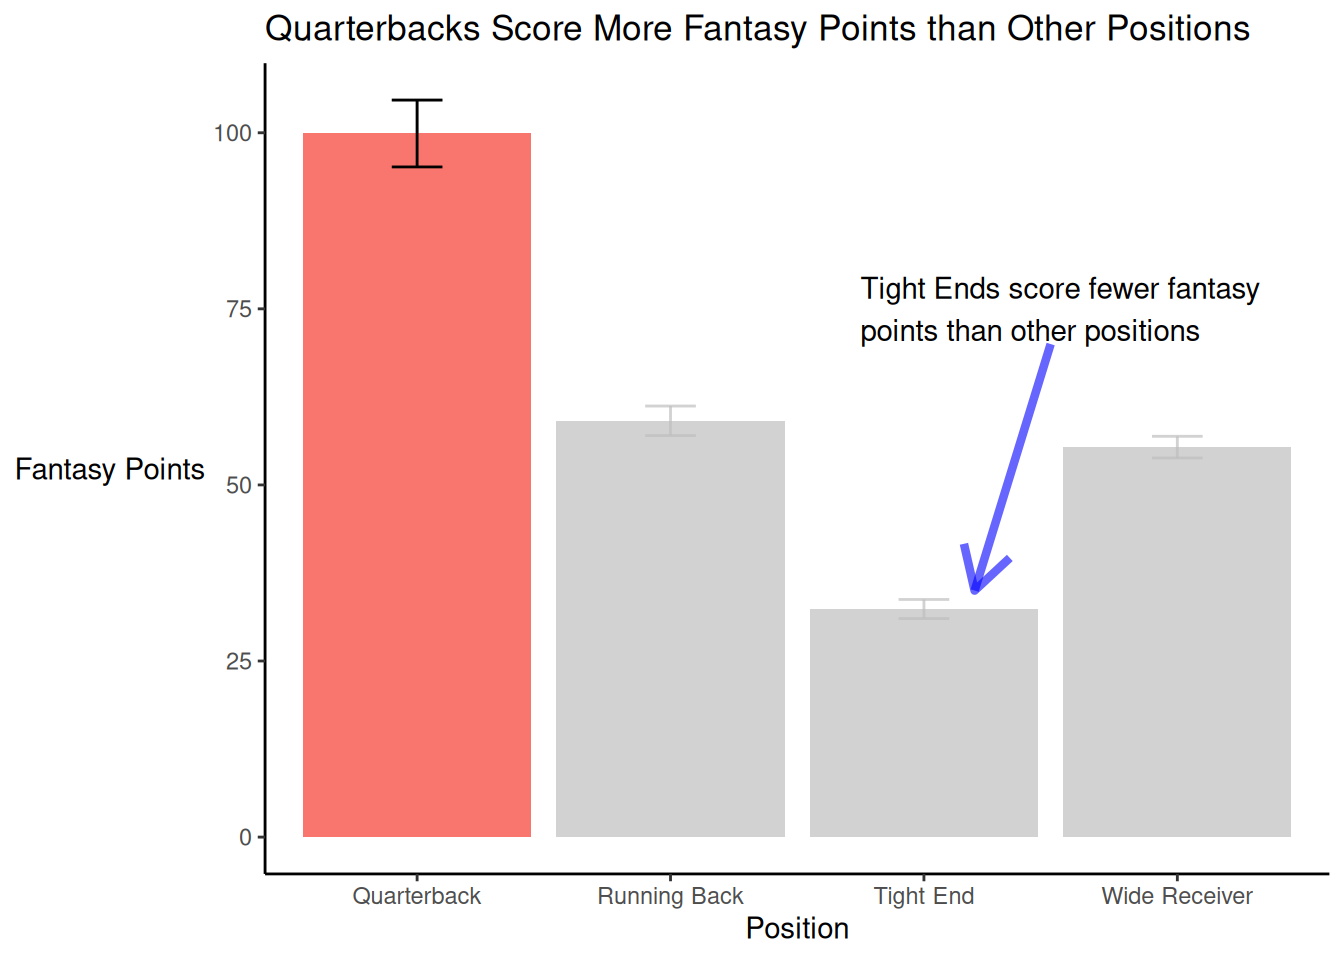 Quarterbacks Score More Fantasy Points than Other Positions
100
75
50
25
0
Fantasy Points
Tight Ends score fewer fantasy
points than other positions
Quarterback
Running Back
Tight End
Wide Receiver
Position